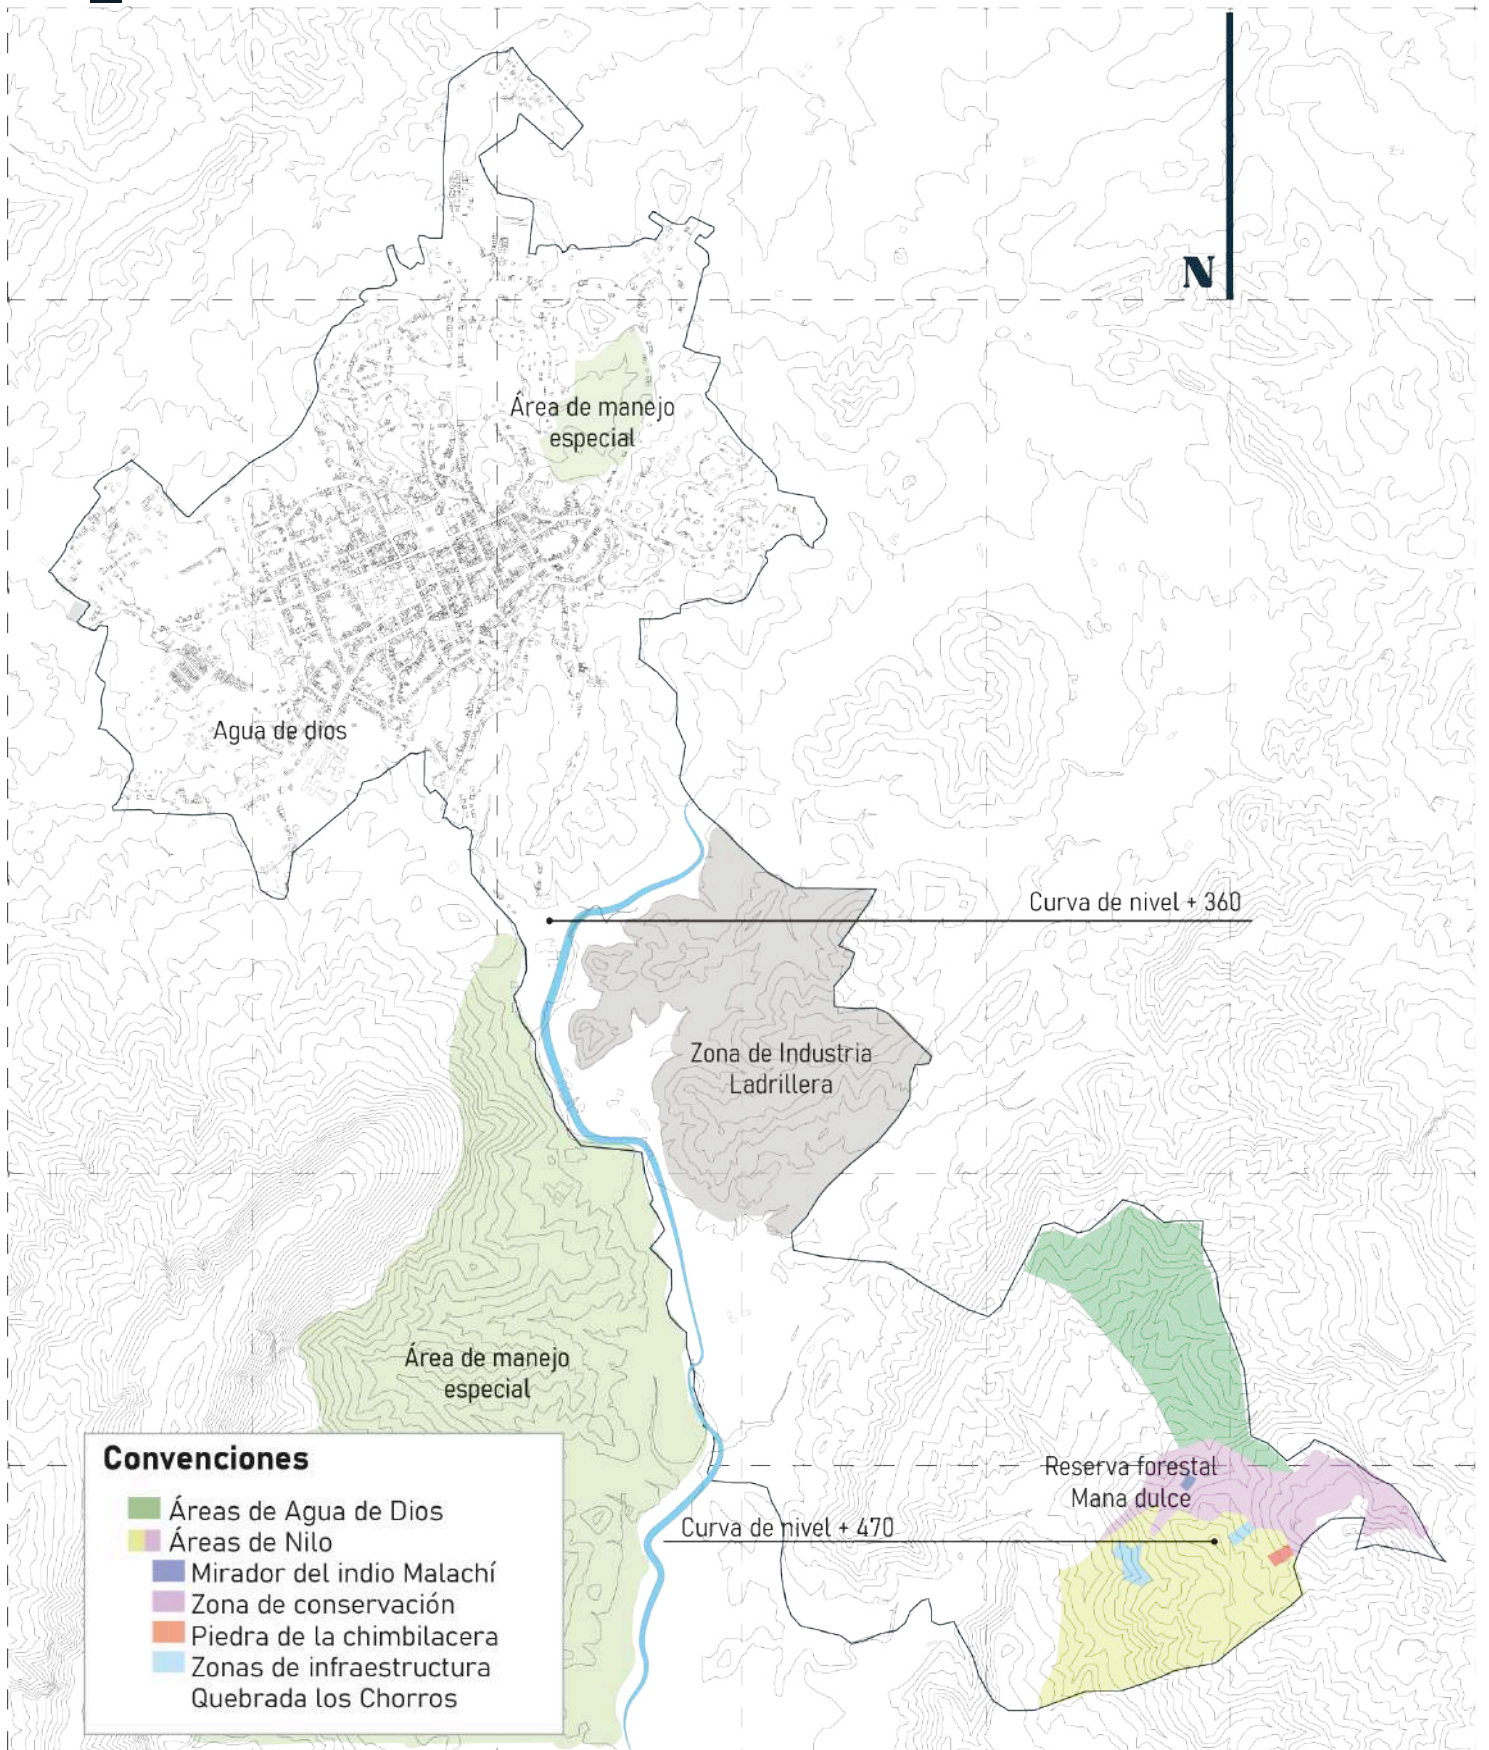 N
Área de manejo
especial
Agua de dios
Curva de nivel + 360
Zona de Industria
Ladrillera
Área de manejo
especial
Reserva forestal
Mana dulce
Curva de nivel + 470
Convenciones
Áreas de Agua de Dios
Áreas de Nilo
Mirador del indio Malachí
Zona de conservación
Piedra de la chimbilacera
Zonas de infraestructura
Quebrada los Chorros